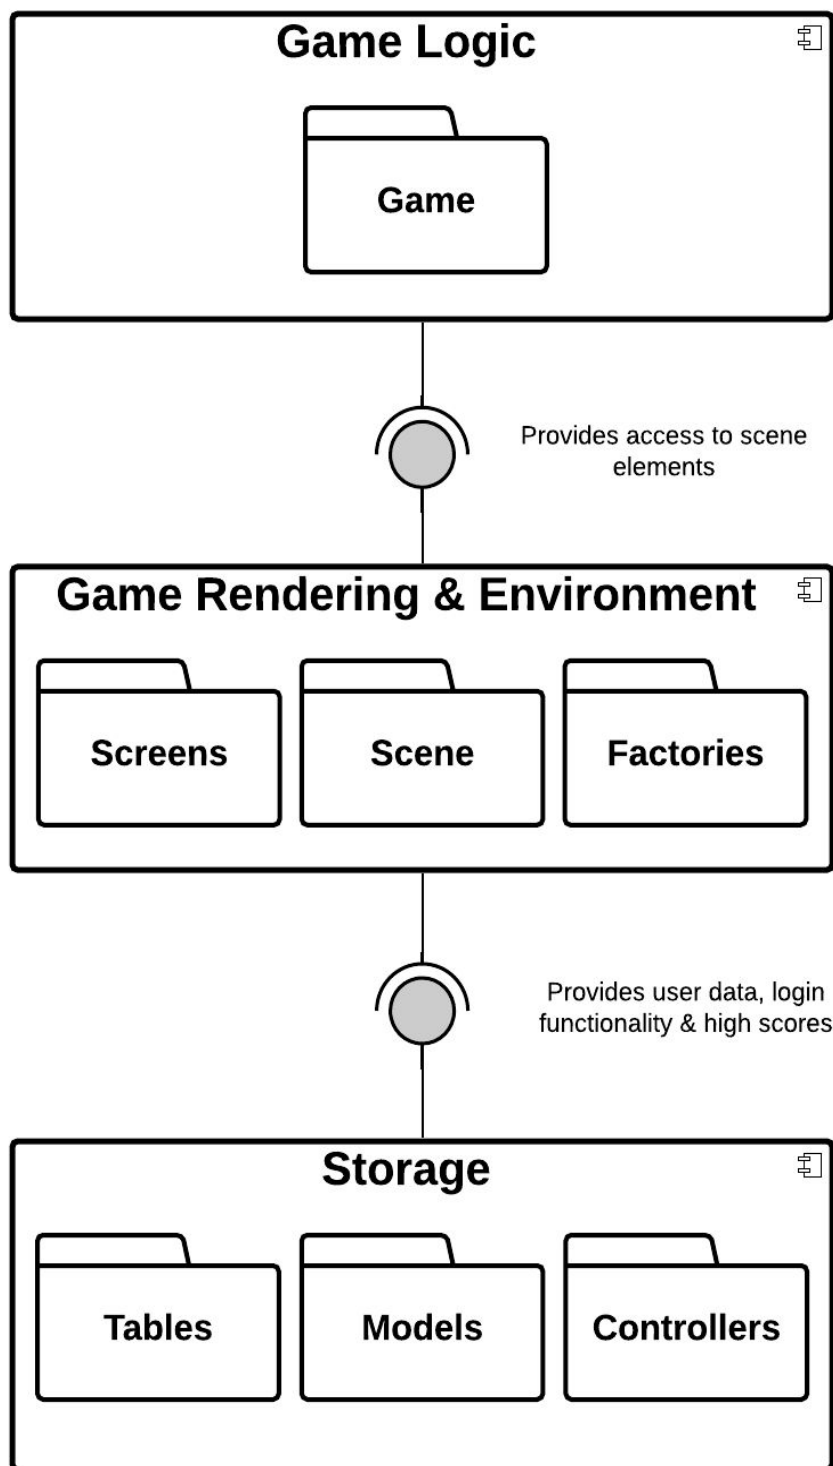 Game Logic
Game
Provides access to scene
elements
Game Rendering & Environment
Screens
Scene
Factories
Provides user data, login
functionality & high scores
Storage
Tables
Models
Controllers